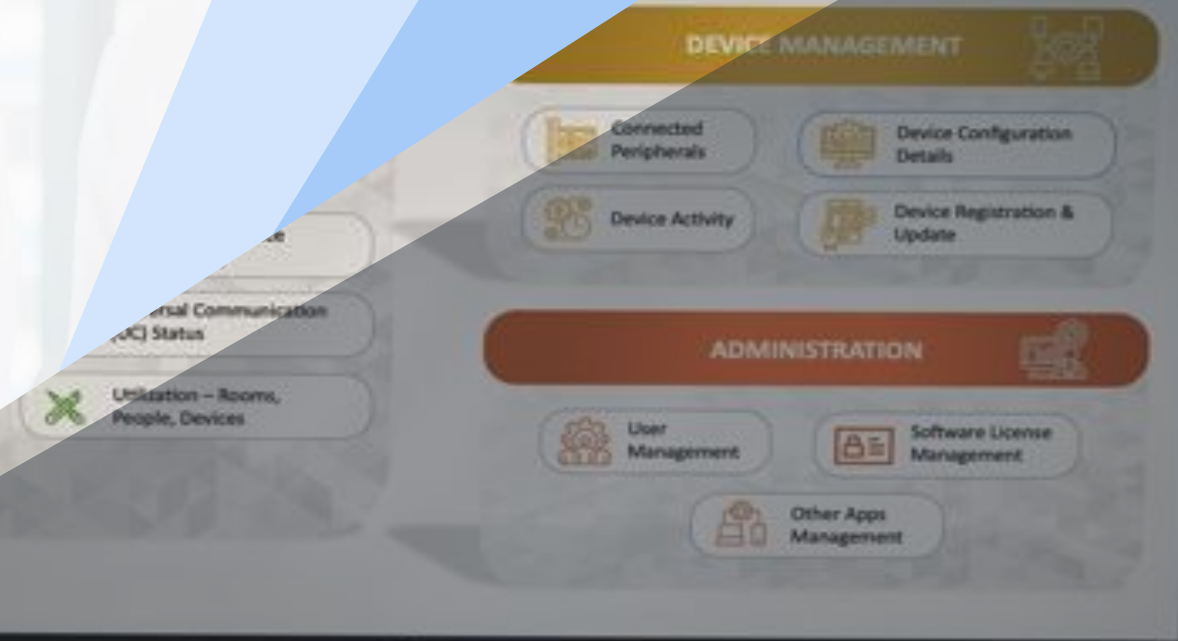 DEVICE MANAGEMENT
Connected
Peripherals
Device Configuration
Details
Device Activity
Device Registration &
Update
Communication
(UC) Status
Utilization – Rooms,
People, Devices
ADMINISTRATION
User
Management
Software License
Management
Other Apps
Management